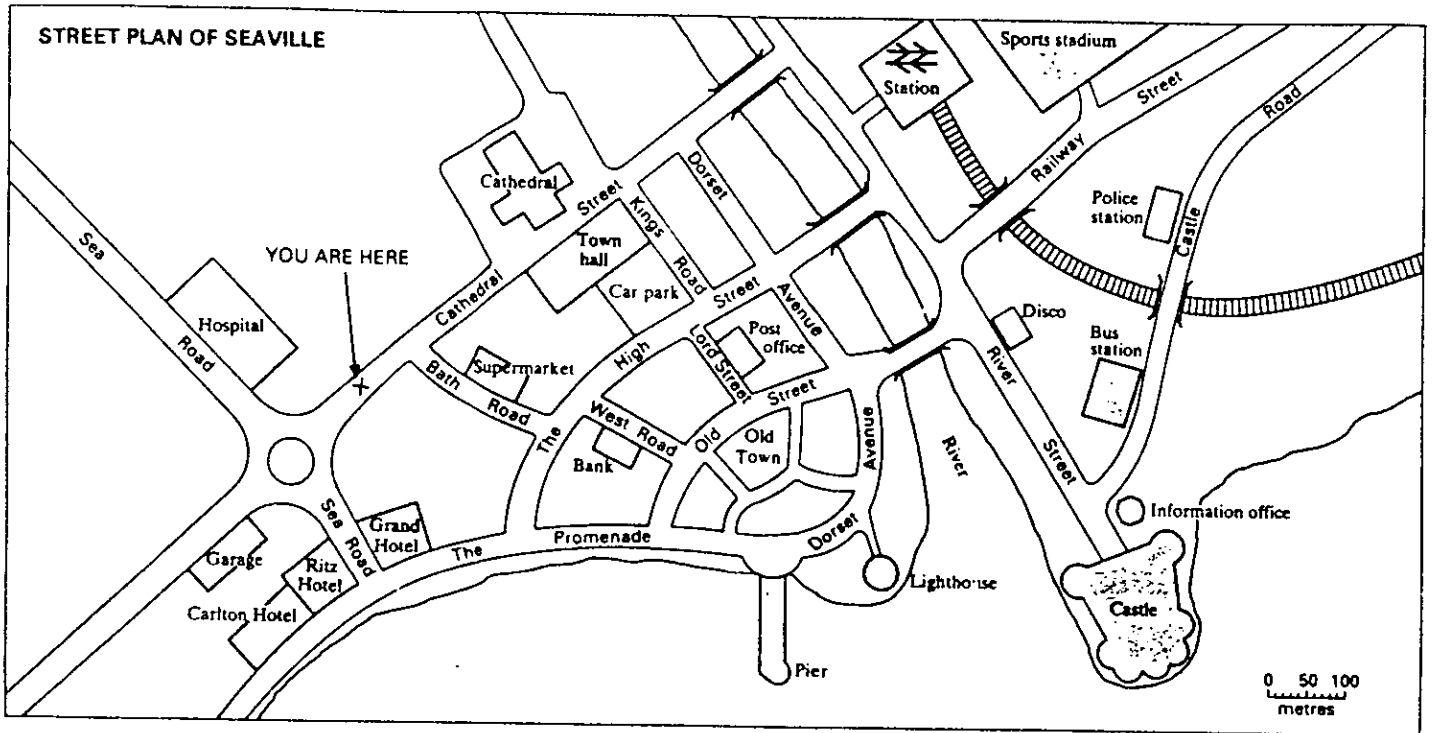 STREET PLAN OF SEAVILLE
Sports stadium
Station
Railway Street
Castle Road
Police station
Cathedral
Cathedral Street
Dorset Avenue
Kings Road
Town hall
Car park
YOU ARE HERE
X
Sea Road
Hospital
Supermarket
Bath Road
The High Street
Lord Street
Post office
Disco
Bus station
River Street
West Road
Bank
Old Street
Old Town
River
Dorset Avenue
Sea Road
Grand Hotel
Garage
Ritz Hotel
Carlton Hotel
The Promenade
Information office
Lighthouse
Castle
Pier
0 50 100
metres